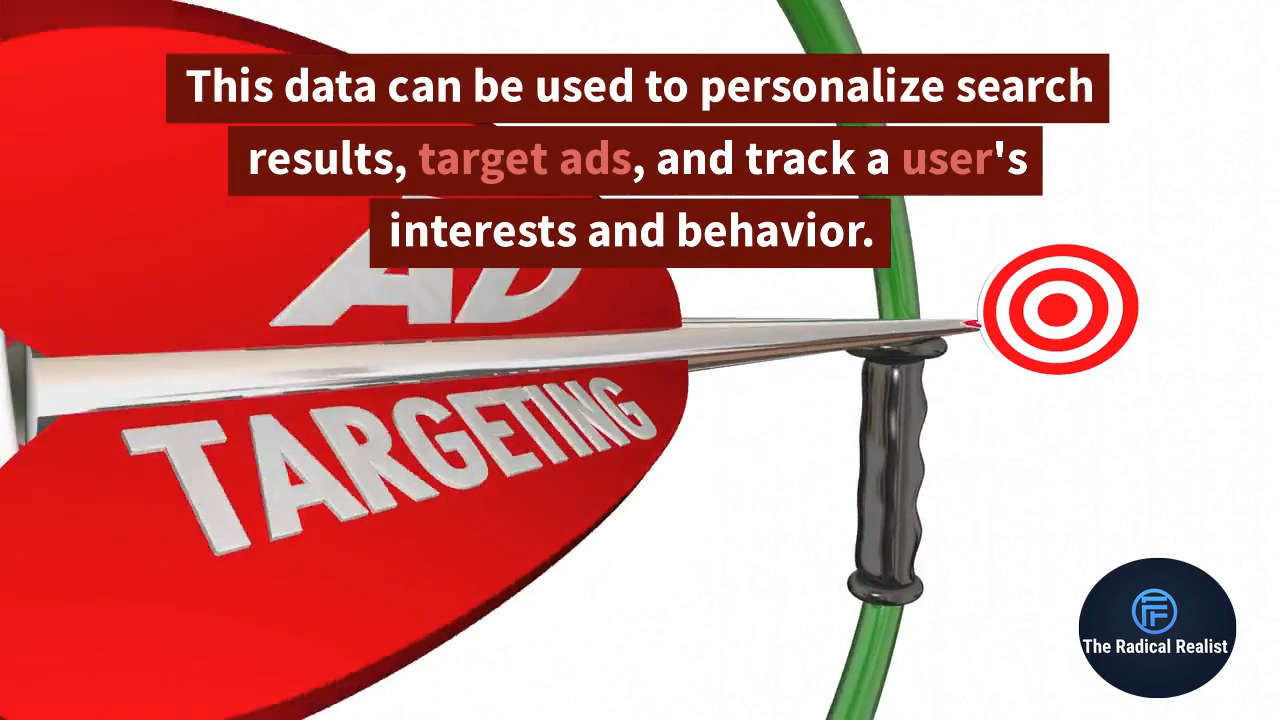 This data can be used to personalize search
results, target ads, and track a user's
interests and behavior.
AD
TARGETING
The Radical Realist